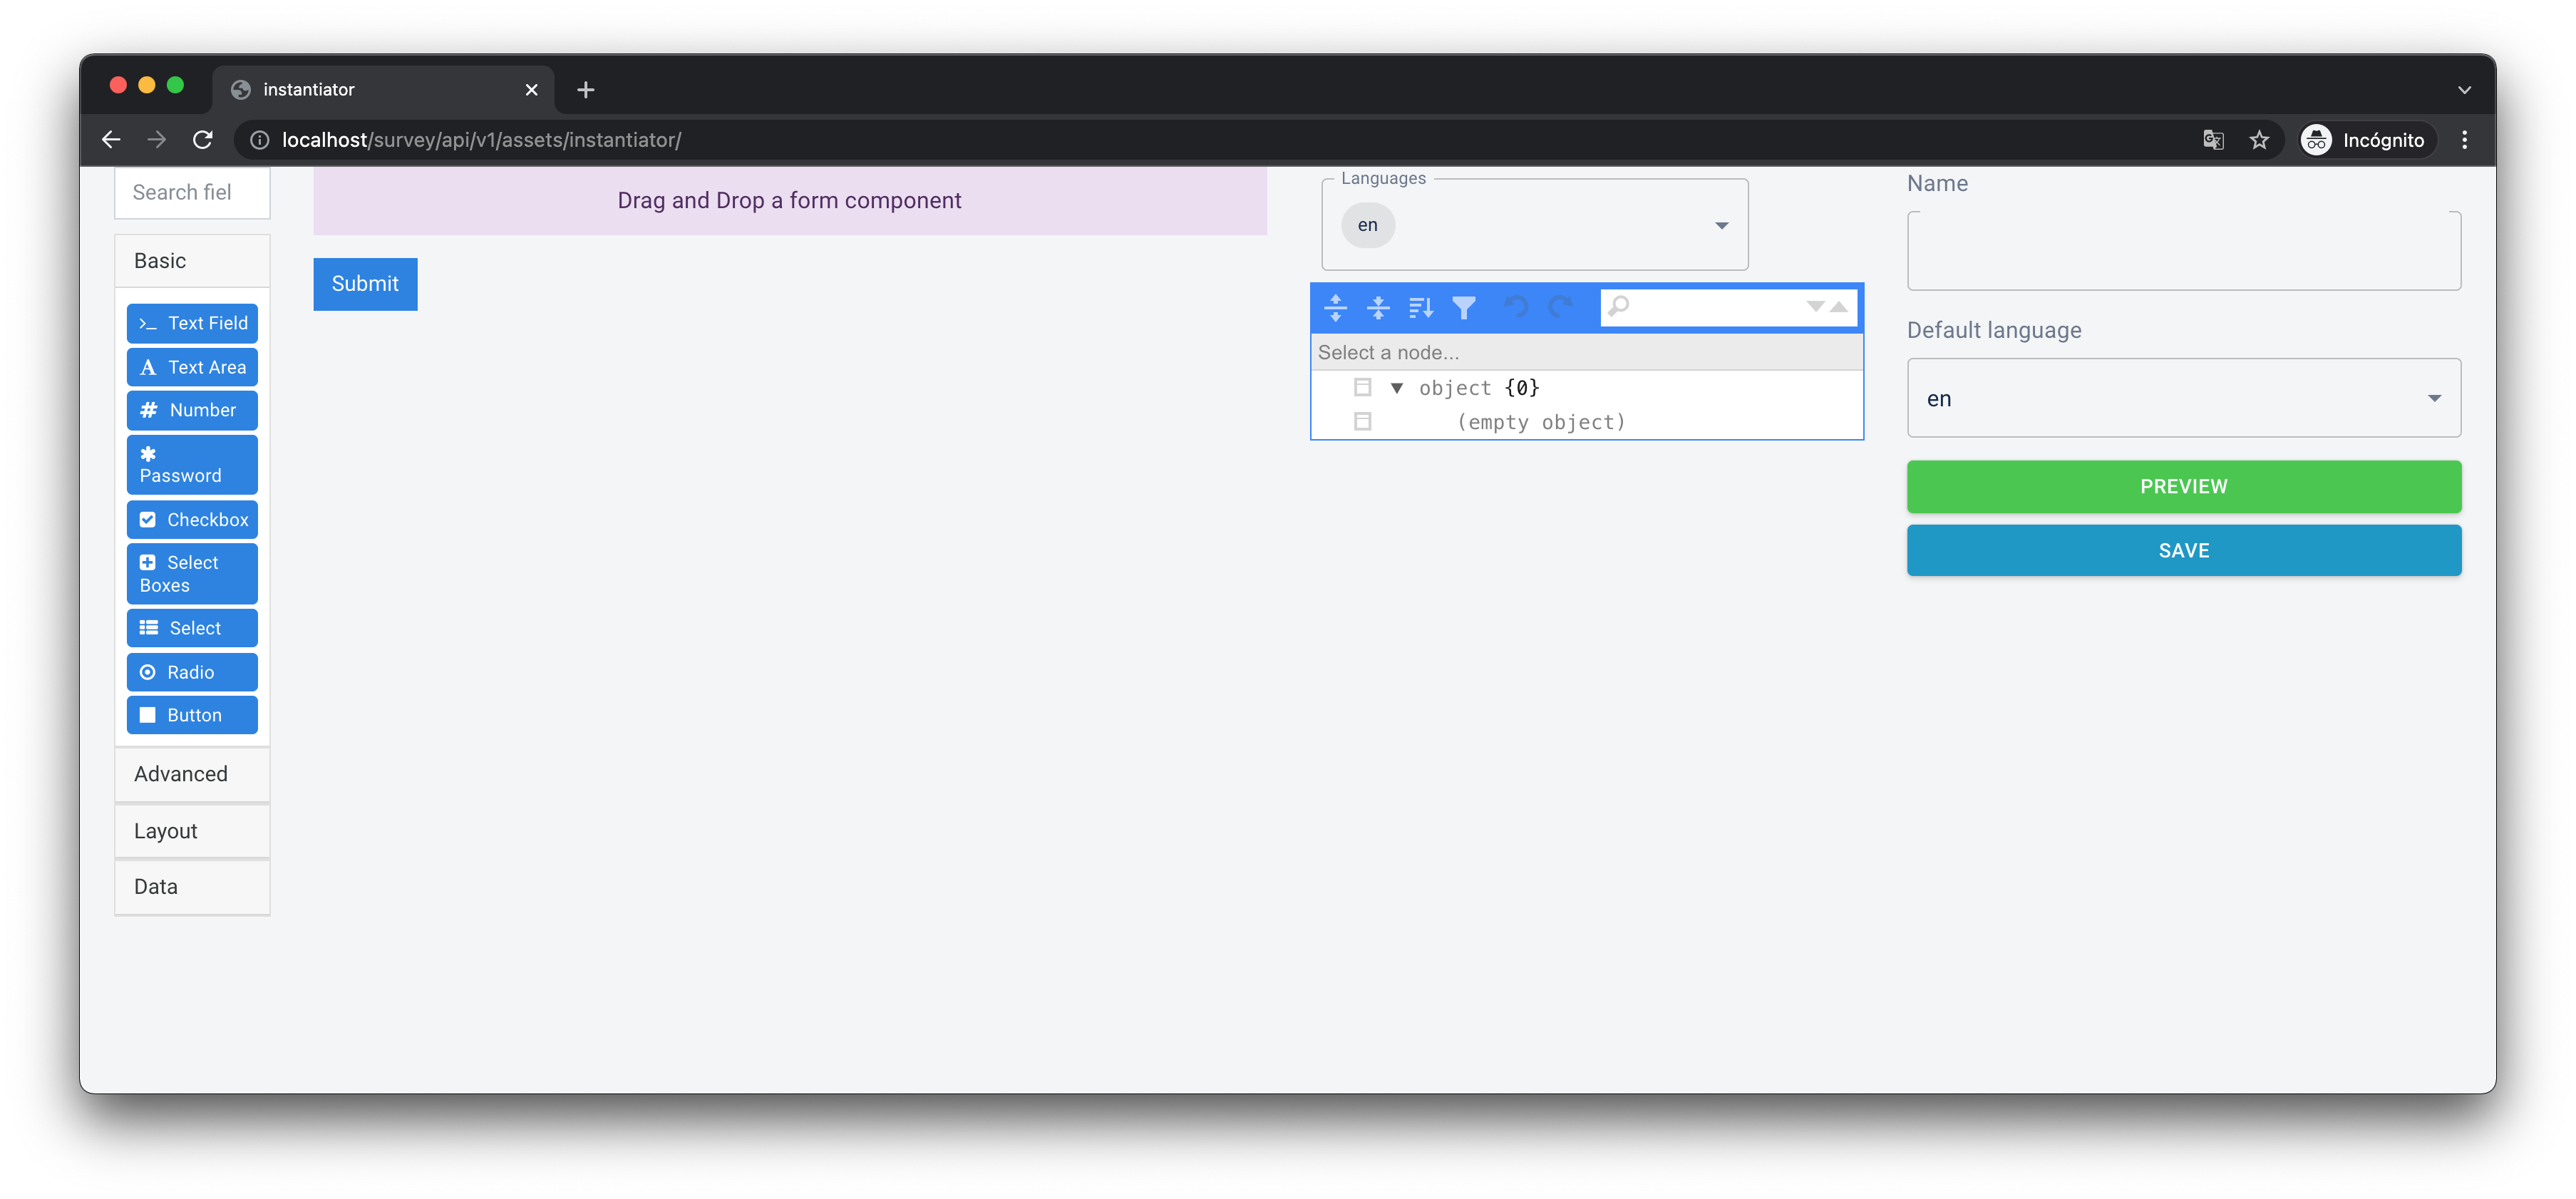 instantiator
localhost/survey/api/v1/assets/instantiator/
Incógnito
Search fiel
Basic
Text Field
Text Area
Number
Password
Checkbox
Select
Boxes
Select
Radio
Button
Advanced
Layout
Data
Drag and Drop a form component
Submit
Languages
en
Select a node...
object {0}
(empty object)
Name
Default language
en
PREVIEW
SAVE